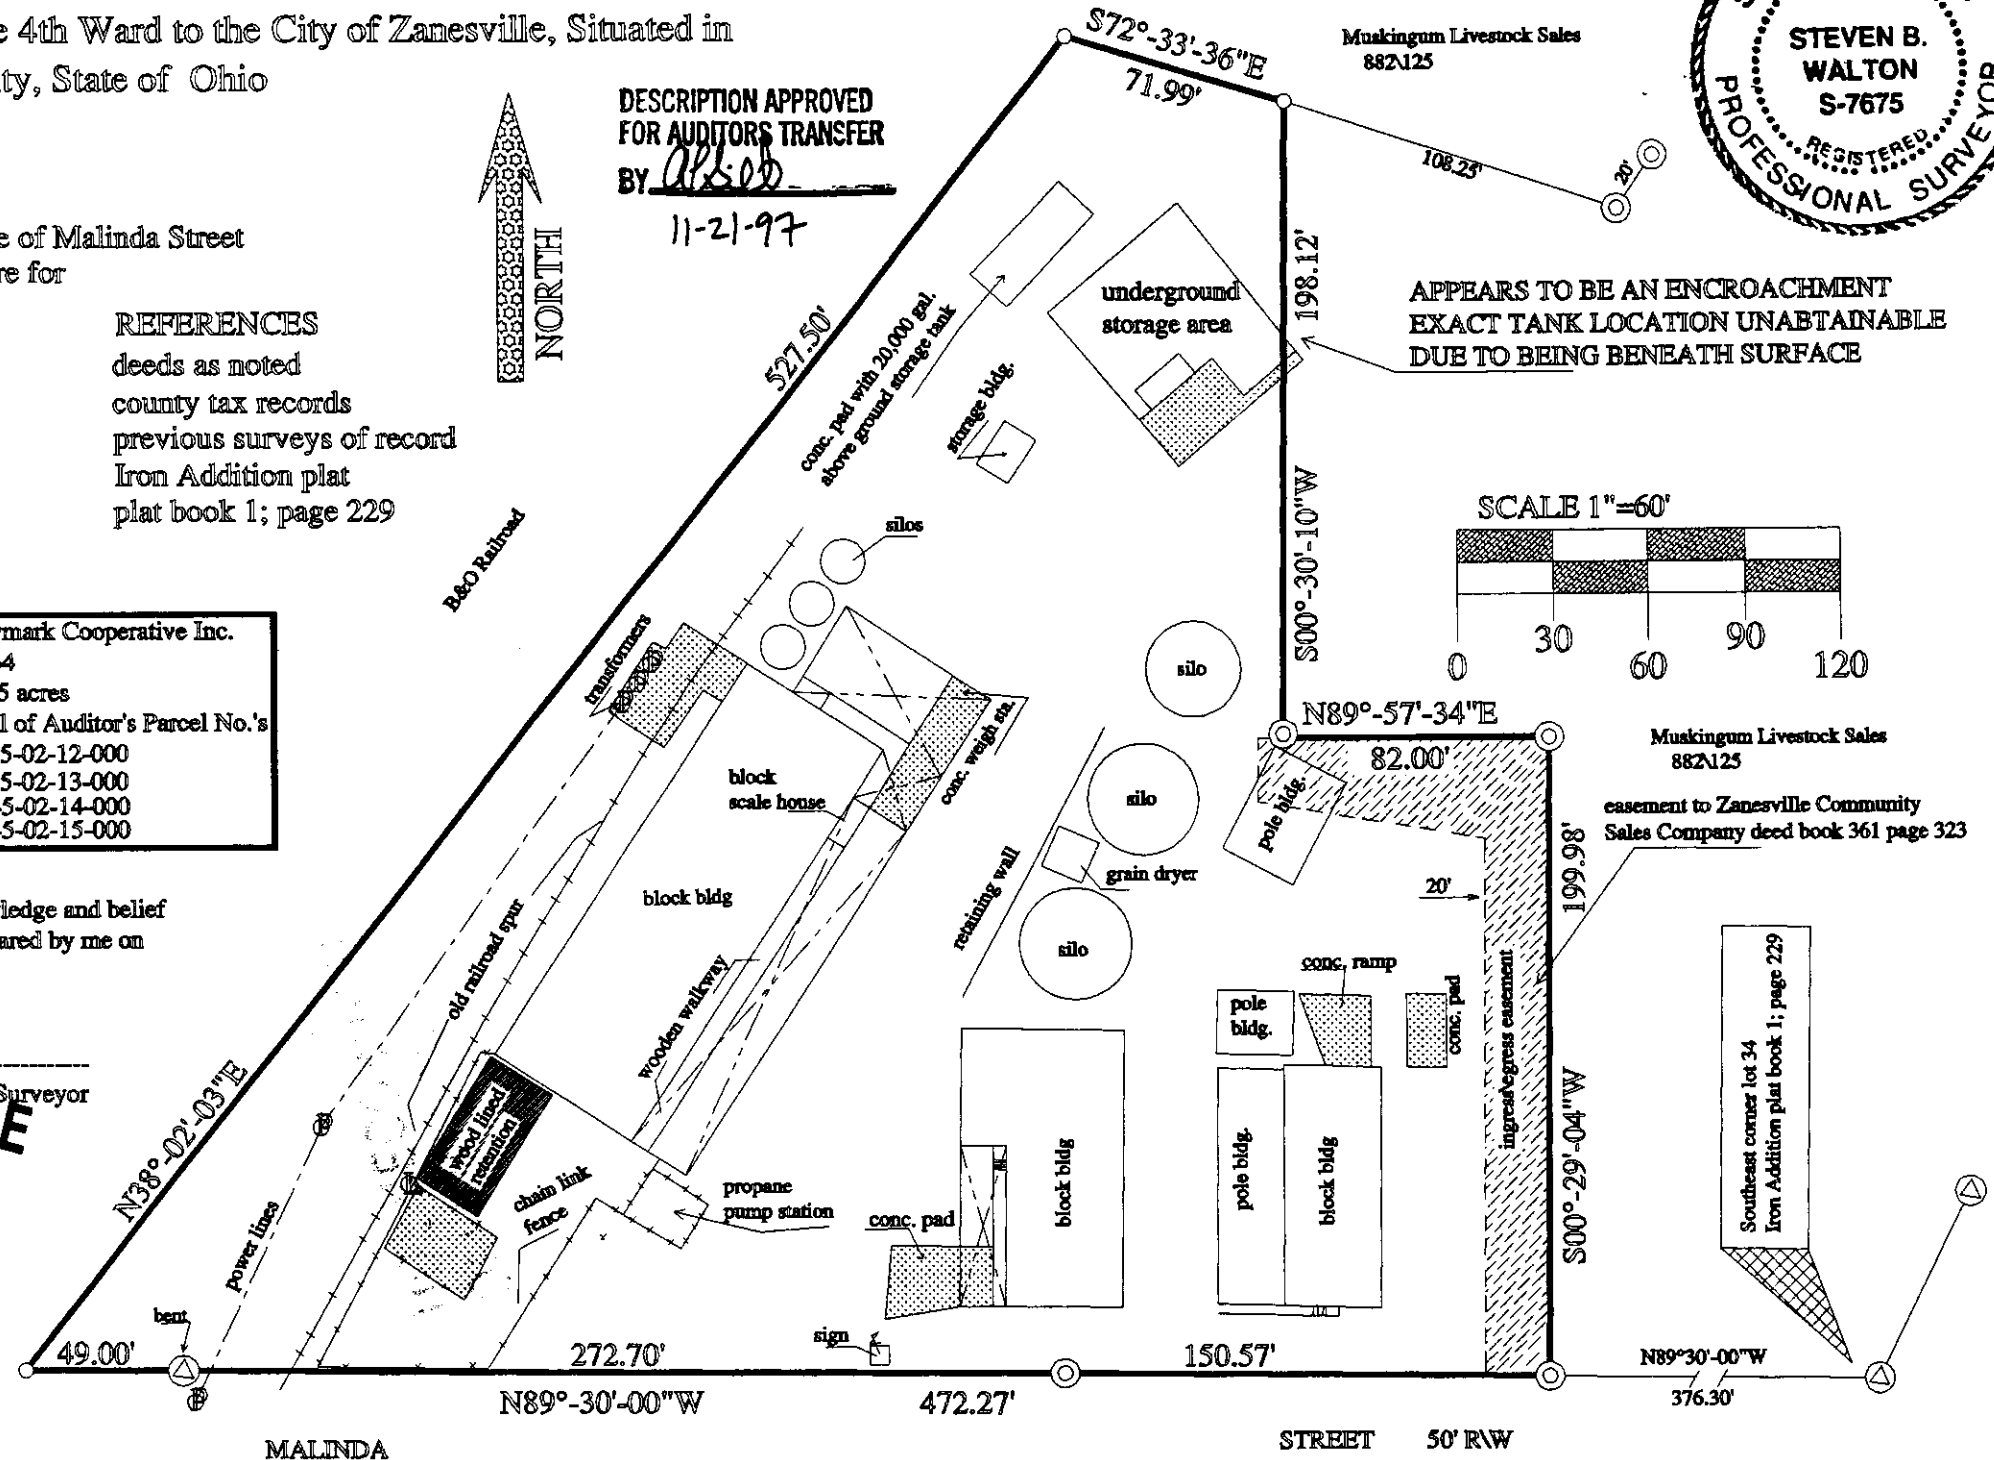 4th Ward to the City of Zanesville, Situated in
State of Ohio
DESCRIPTION APPROVED
FOR AUDITORS TRANSFER
BY
11-21-97
NORTH
of Malinda Street
for
REFERENCES
deeds as noted
county tax records
previous surveys of record
Iron Addition plat
plat book 1; page 229
Cooperative Inc.
acres
of Auditor's Parcel No.'s
5-02-12-000
5-02-13-000
5-02-14-000
5-02-15-000
and belief
by me on
Surveyor
S72°-33'-36"E
71.99'
Muskingum Livestock Sales
882\125
STEVEN B.
WALTON
S-7675
REGISTERED
PROFESSIONAL SURVEYOR
108.25'
20'
198.12'
S00°-30'-10"W
APPEARS TO BE AN ENCROACHMENT
EXACT TANK LOCATION UNABTAINABLE
DUE TO BEING BENEATH SURFACE
underground
storage area
527.50'
conc. pad with 20,000 gal.
above ground storage tank
storage bldg.
SCALE 1"=60'
0
30
60
90
120
B&O Railroad
silos
transformers
silo
N89°-57'-34"E
82.00'
Muskingum Livestock Sales
882\125
easement to Zanesville Community
Sales Company deed book 361 page 323
block
scale house
conc. weigh sta.
silo
pole bldg.
grain dryer
retaining wall
block bldg
20'
199.98'
old railroad spur
silo
wooden walkway
conc. ramp
pole
bldg.
conc. pad
ingress\egress easement
Southeast corner lot 34
Iron Addition plat book 1; page 229
N38°-02'-03"E
wood lined
retention
chain link
fence
propane
pump station
conc. pad
block bldg
pole bldg.
block bldg
S00°-29'-04"W
power lines
bent
sign
49.00'
272.70'
150.57'
N89°30'-00"W
376.30'
N89°-30'-00"W
472.27'
MALINDA
STREET
50' R\W